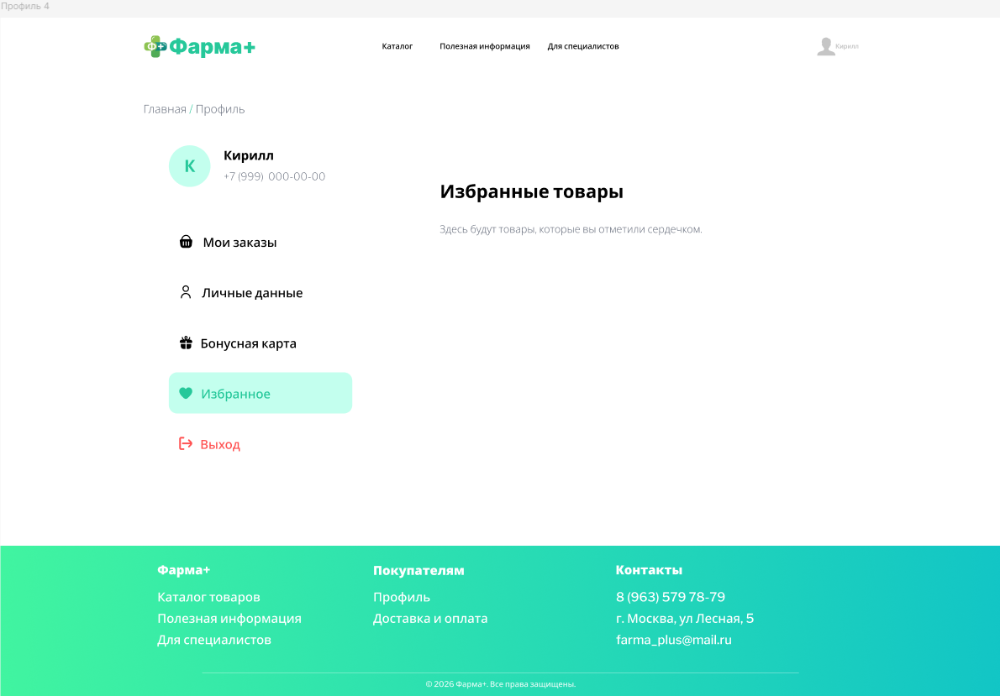 Профиль 4
Ф+ Фарма+
Каталог Полезная информация Для специалистов
Кирилл
Главная / Профиль
К
Кирилл
+7 (999) 000-00-00
Мои заказы
Личные данные
Бонусная карта
Избранное
Выход
Избранные товары
Здесь будут товары, которые вы отметили сердечком.
Фарма+
Каталог товаров
Полезная информация
Для специалистов
Покупателям
Профиль
Доставка и оплата
Контакты
8 (963) 579 78-79
г. Москва, ул Лесная, 5
farma_plus@mail.ru
© 2026 Фарма+. Все права защищены.